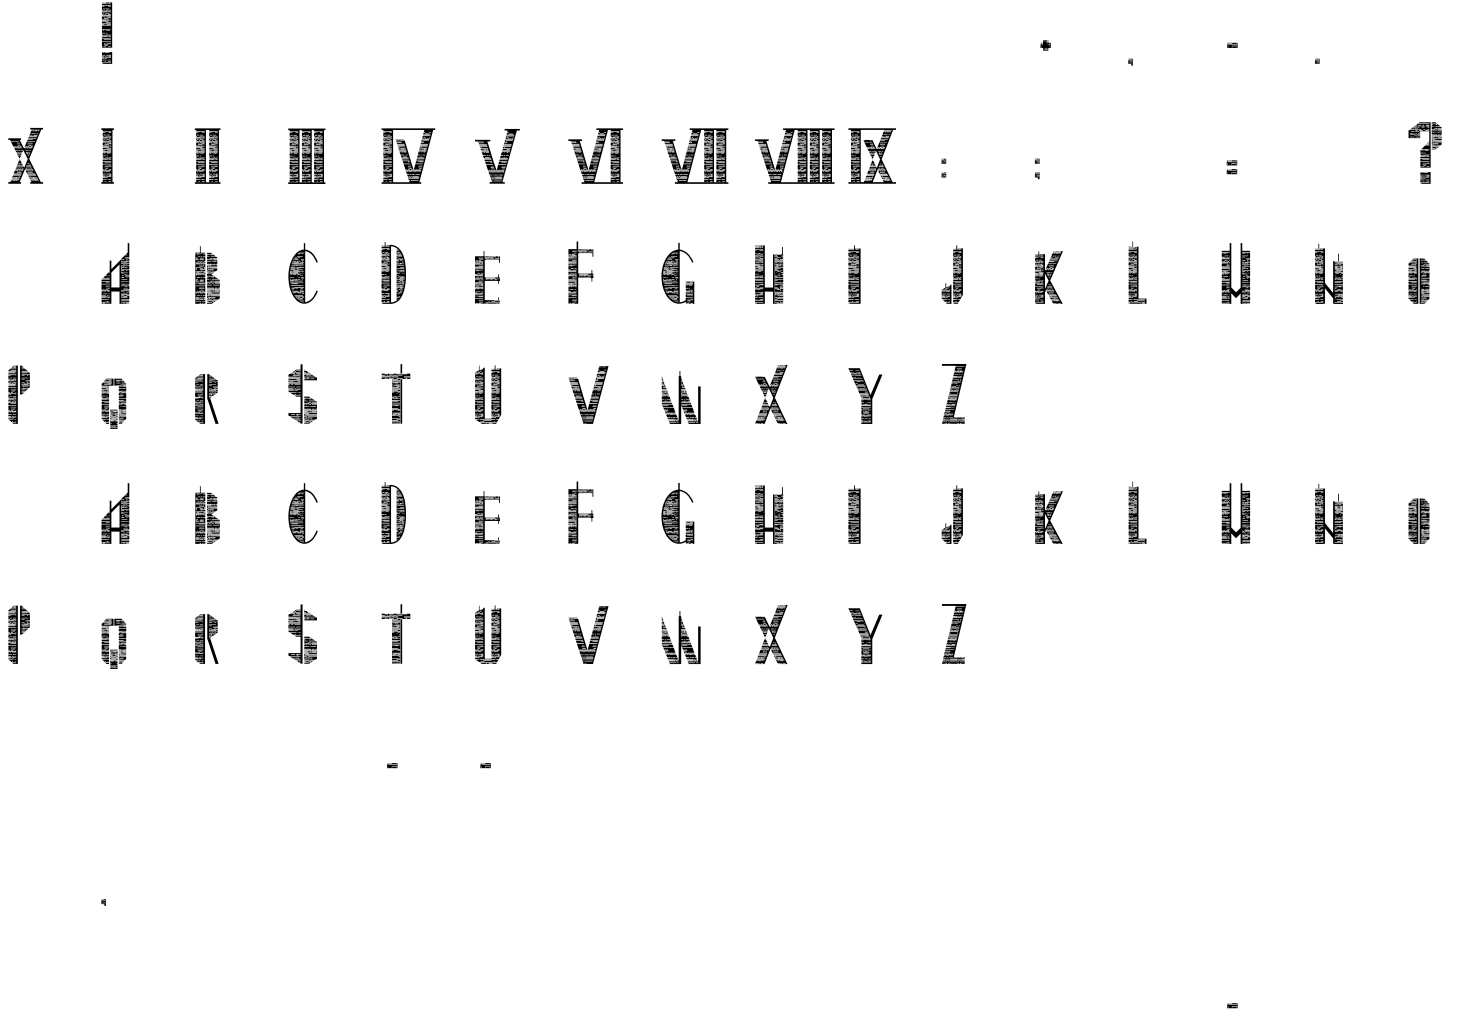 ! + , - .
X I II III IV V VI VII VIII IX : ; = ?
A B C D E F G H I J K L M N O
P Q R S T U V W X Y Z
A B C D E F G H I J K L M N O
P Q R S T U V W X Y Z
- -
,
-